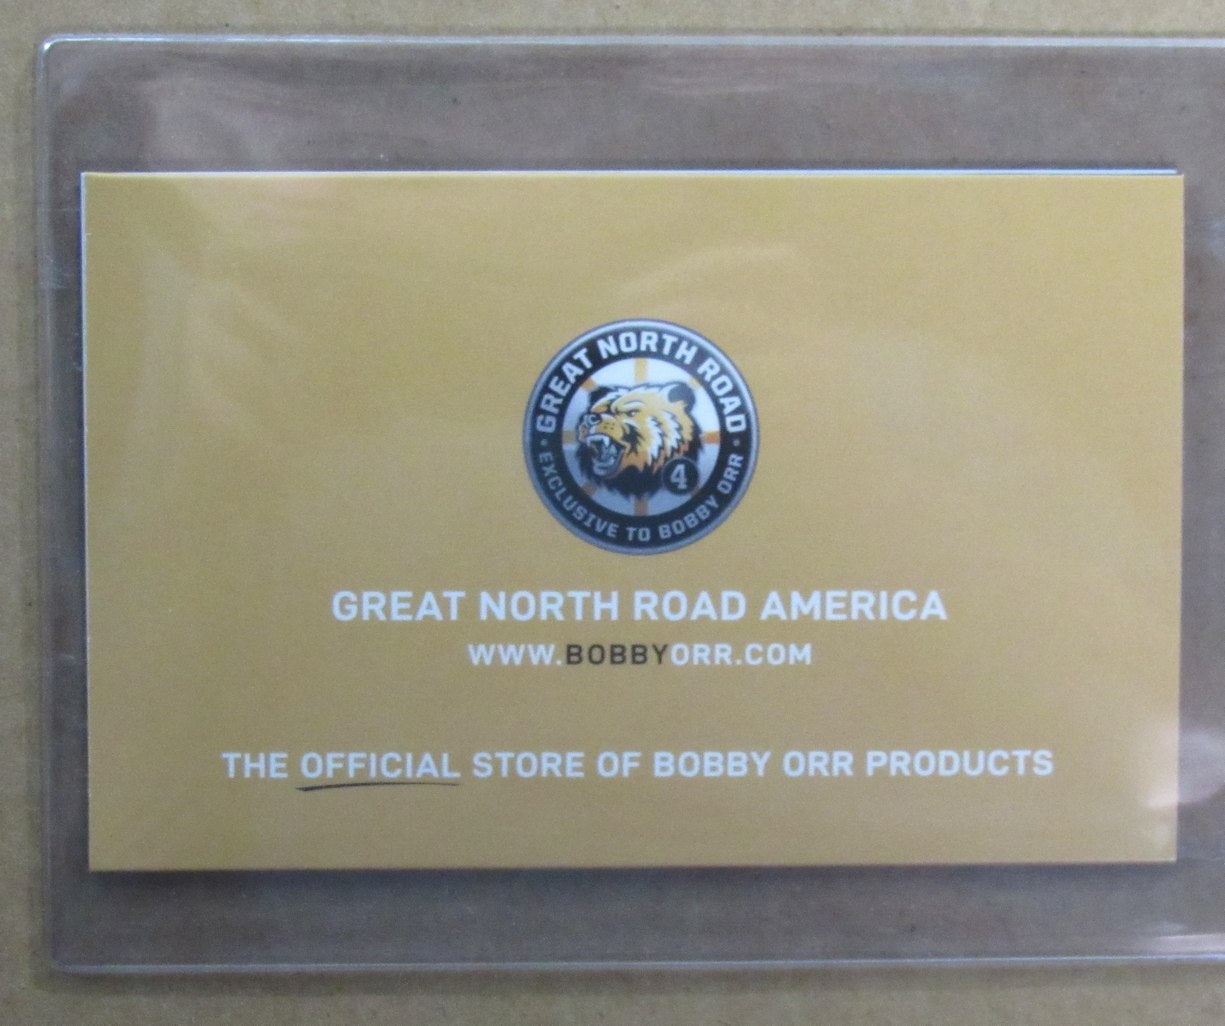 GREAT NORTH ROAD
4
• EXCLUSIVE TO BOBBY ORR •
GREAT NORTH ROAD AMERICA
WWW.BOBBYORR.COM
THE OFFICIAL STORE OF BOBBY ORR PRODUCTS